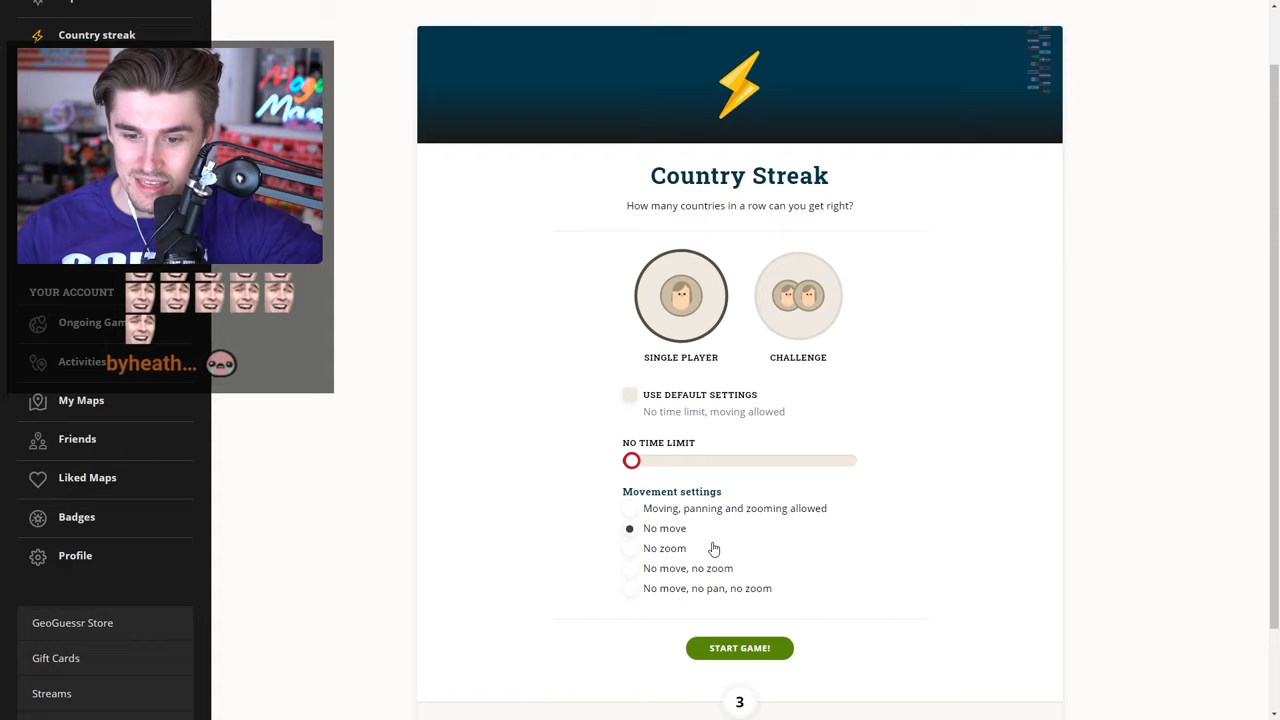 Country streak
YOUR ACCOUNT
Ongoing Gam
Activities
byheath...
My Maps
Friends
Liked Maps
Badges
Profile
GeoGuessr Store
Gift Cards
Streams
Country Streak
How many countries in a row can you get right?
SINGLE PLAYER
CHALLENGE
USE DEFAULT SETTINGS
No time limit, moving allowed
NO TIME LIMIT
Movement settings
Moving, panning and zooming allowed
No move
No zoom
No move, no zoom
No move, no pan, no zoom
START GAME!
3